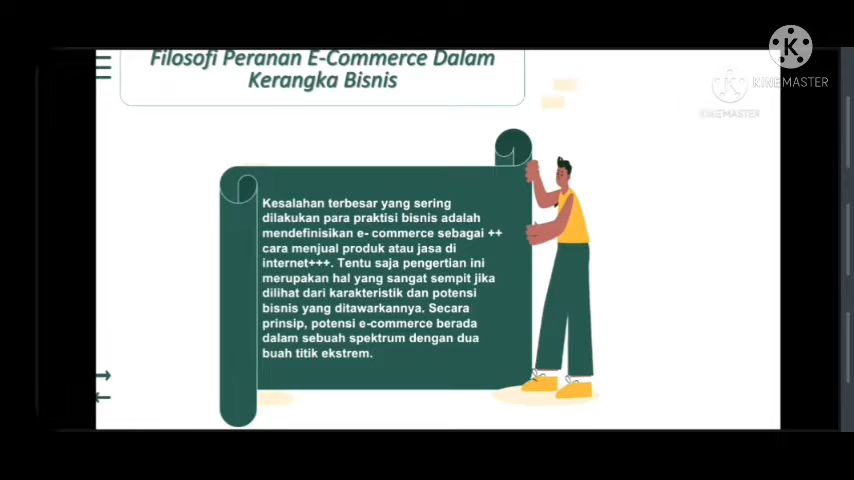 Filosofi Peranan E-Commerce Dalam
Kerangka Bisnis
KINEMASTER
KINEMASTER
Kesalahan terbesar yang sering
dilakukan para praktisi bisnis adalah
mendefinisikan e- commerce sebagai ++
cara menjual produk atau jasa di
internet+++. Tentu saja pengertian ini
merupakan hal yang sangat sempit jika
dilihat dari karakteristik dan potensi
bisnis yang ditawarkannya. Secara
prinsip, potensi e-commerce berada
dalam sebuah spektrum dengan dua
buah titik ekstrem.